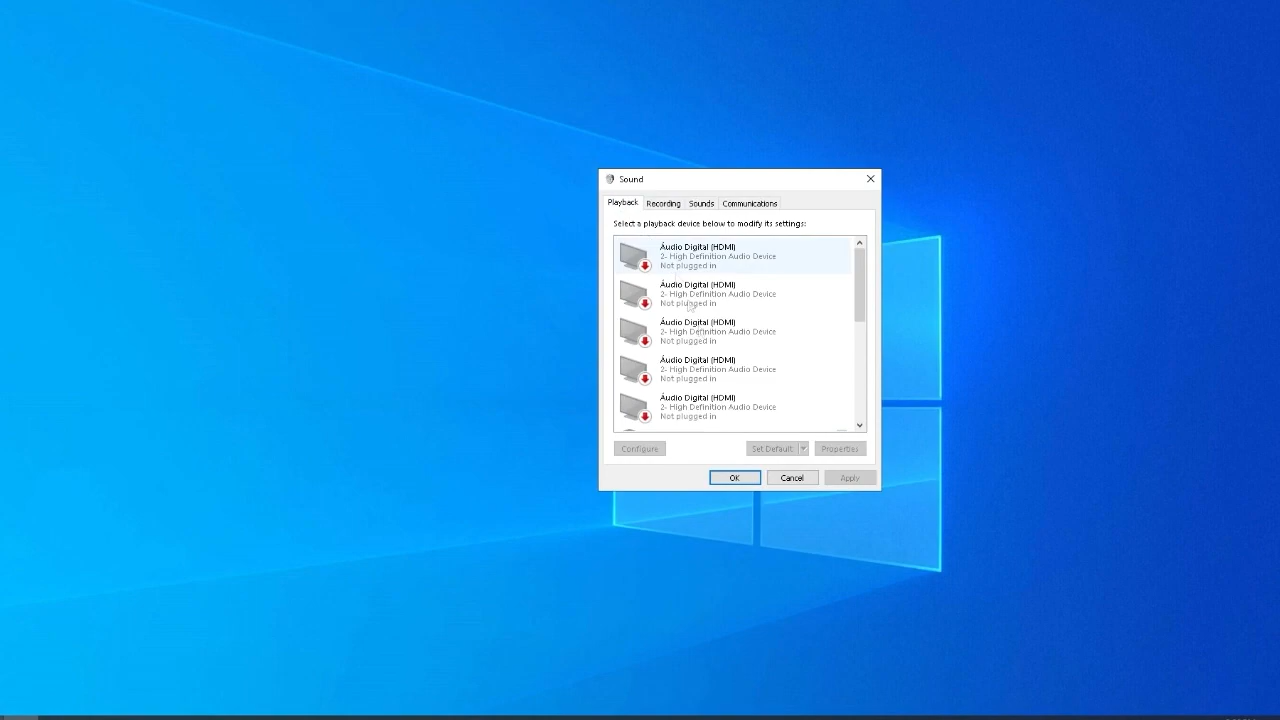 Sound
Playback Recording Sounds Communications
Select a playback device below to modify its settings:
Áudio Digital (HDMI)
2- High Definition Audio Device
Not plugged in
Áudio Digital (HDMI)
2- High Definition Audio Device
Not plugged in
Áudio Digital (HDMI)
2- High Definition Audio Device
Not plugged in
Áudio Digital (HDMI)
2- High Definition Audio Device
Not plugged in
Áudio Digital (HDMI)
2- High Definition Audio Device
Not plugged in
Configure Set Default Properties
OK Cancel Apply